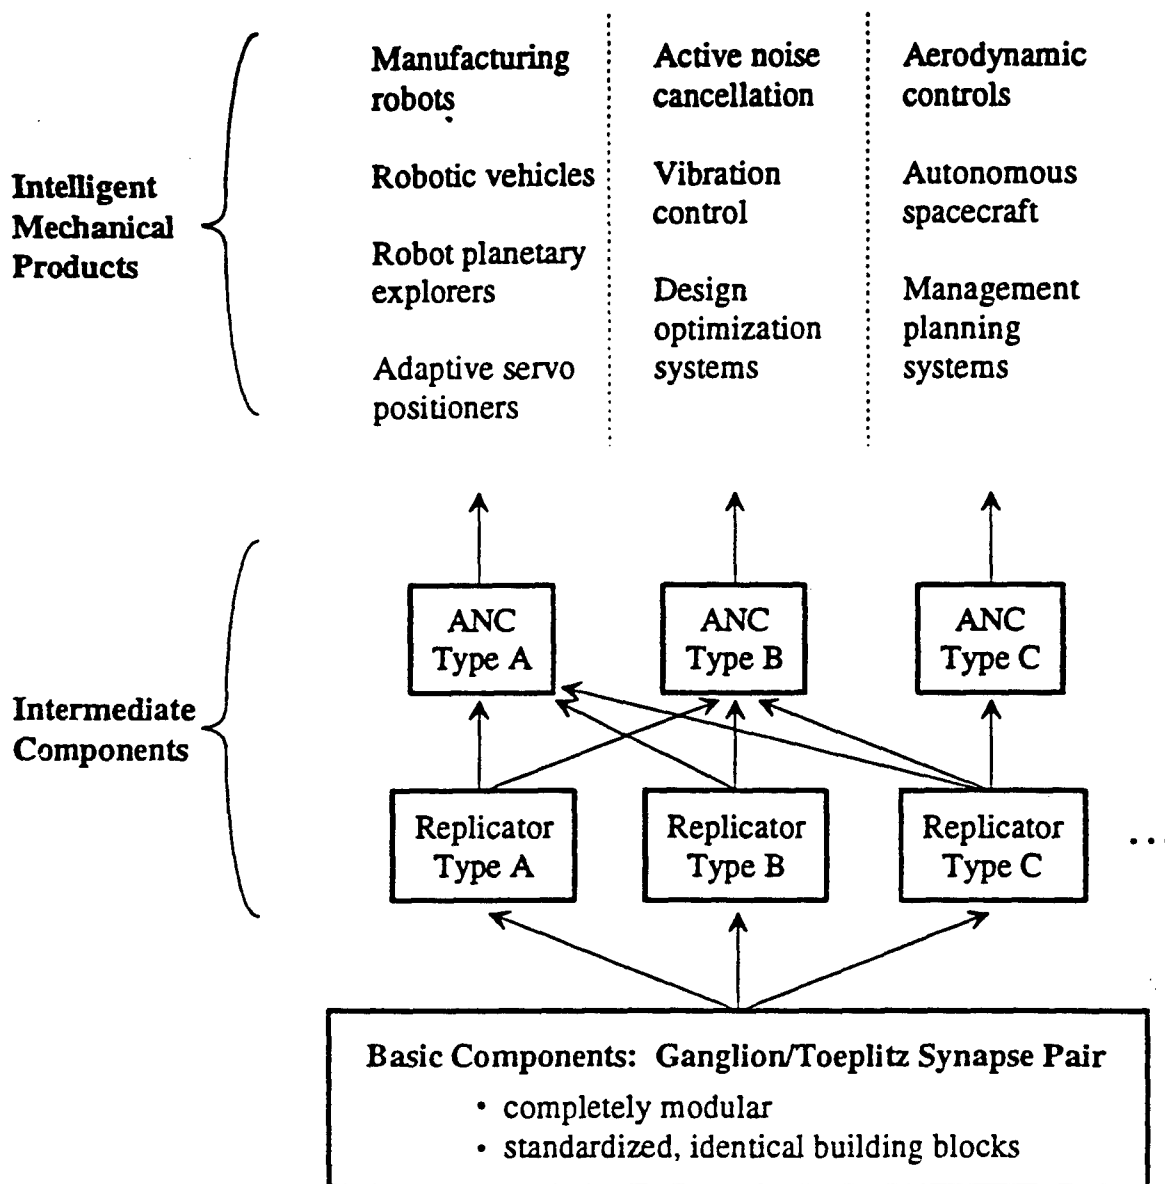 Intelligent
Mechanical
Products
Manufacturing
robots
Robotic vehicles
Robot planetary
explorers
Adaptive servo
positioners
Active noise
cancellation
Vibration
control
Design
optimization
systems
Aerodynamic
controls
Autonomous
spacecraft
Management
planning
systems
Intermediate
Components
ANC
Type A
ANC
Type B
ANC
Type C
Replicator
Type A
Replicator
Type B
Replicator
Type C
...
Basic Components: Ganglion/Toeplitz Synapse Pair
• completely modular
• standardized, identical building blocks